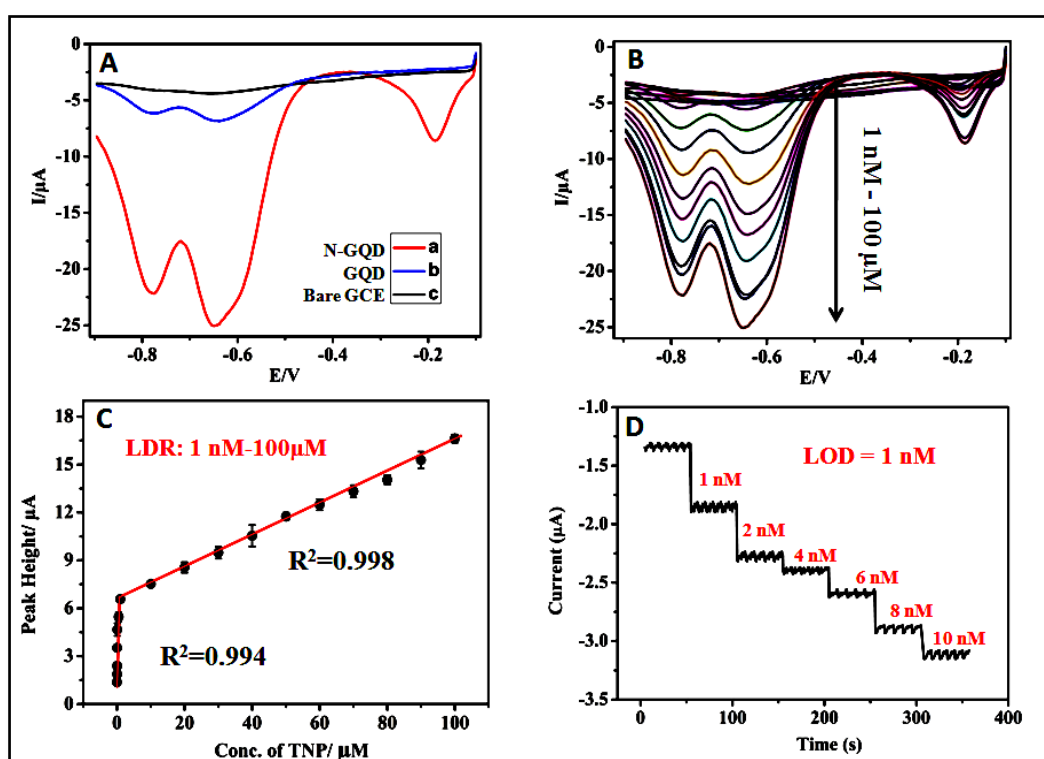 A
0
-5
-10
-15
-20
-25
I/µA
-0.8
-0.6
-0.4
-0.2
E/V
N-GQD a
GQD b
Bare GCE c
B
0
-5
-10
-15
-20
-25
I/µA
-0.8
-0.6
-0.4
-0.2
E/V
1 nM - 100 µM
C
18
15
12
9
6
3
0
Peak Height/ µA
LDR: 1 nM-100µM
R²=0.998
R²=0.994
0
20
40
60
80
100
Conc. of TNP/ µM
D
-1.0
-1.5
-2.0
-2.5
-3.0
-3.5
Current (µA)
LOD = 1 nM
1 nM
2 nM
4 nM
6 nM
8 nM
10 nM
0
100
200
300
400
Time (s)